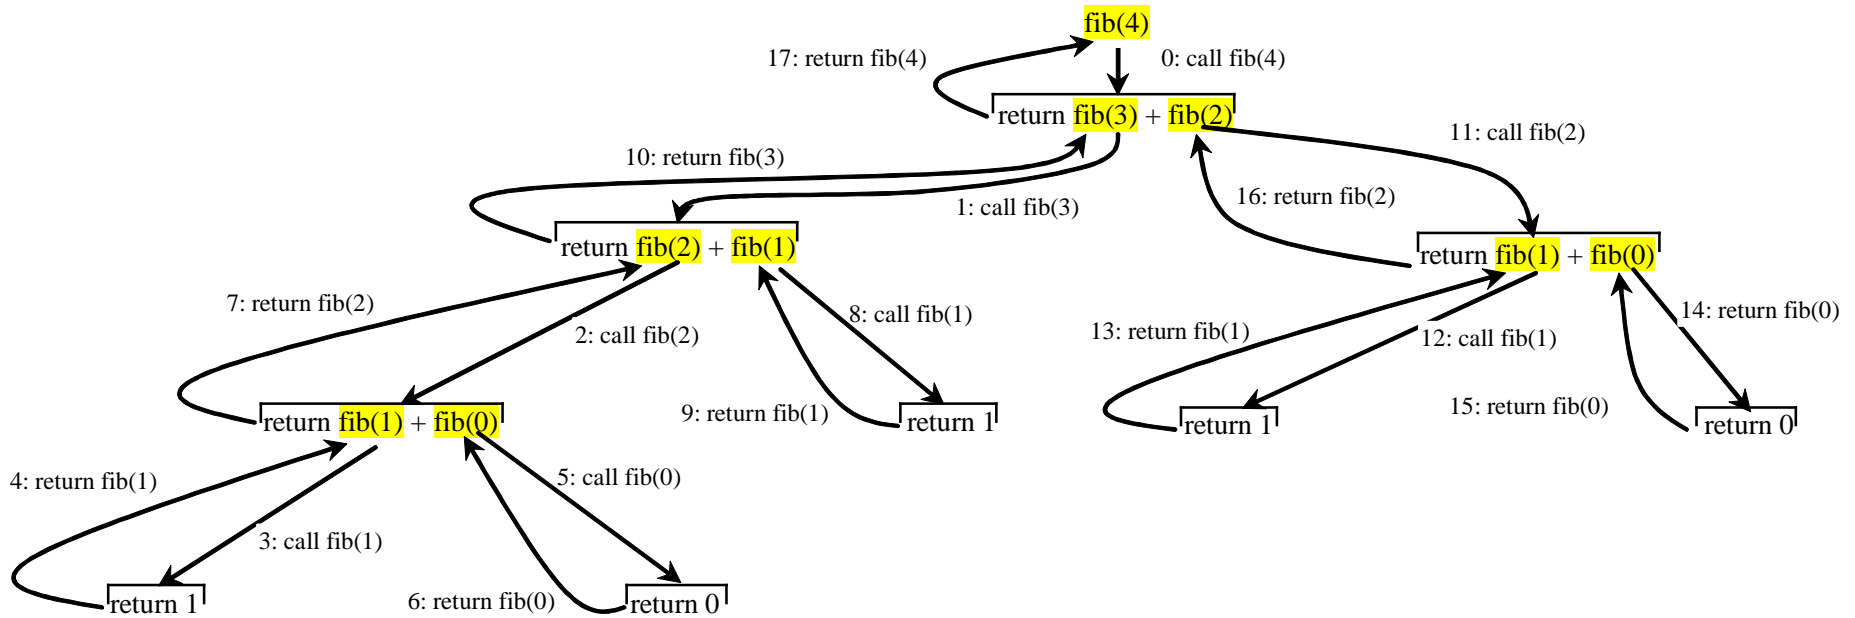 fib(4)
17: return fib(4)
0: call fib(4)
return fib(3) + fib(2)
11: call fib(2)
10: return fib(3)
1: call fib(3)
16: return fib(2)
return fib(2) + fib(1)
return fib(1) + fib(0)
7: return fib(2)
2: call fib(2)
8: call fib(1)
13: return fib(1)
12: call fib(1)
14: return fib(0)
return fib(1) + fib(0)
9: return fib(1)
return 1
return 1
15: return fib(0)
return 0
4: return fib(1)
5: call fib(0)
3: call fib(1)
return 1
6: return fib(0)
return 0